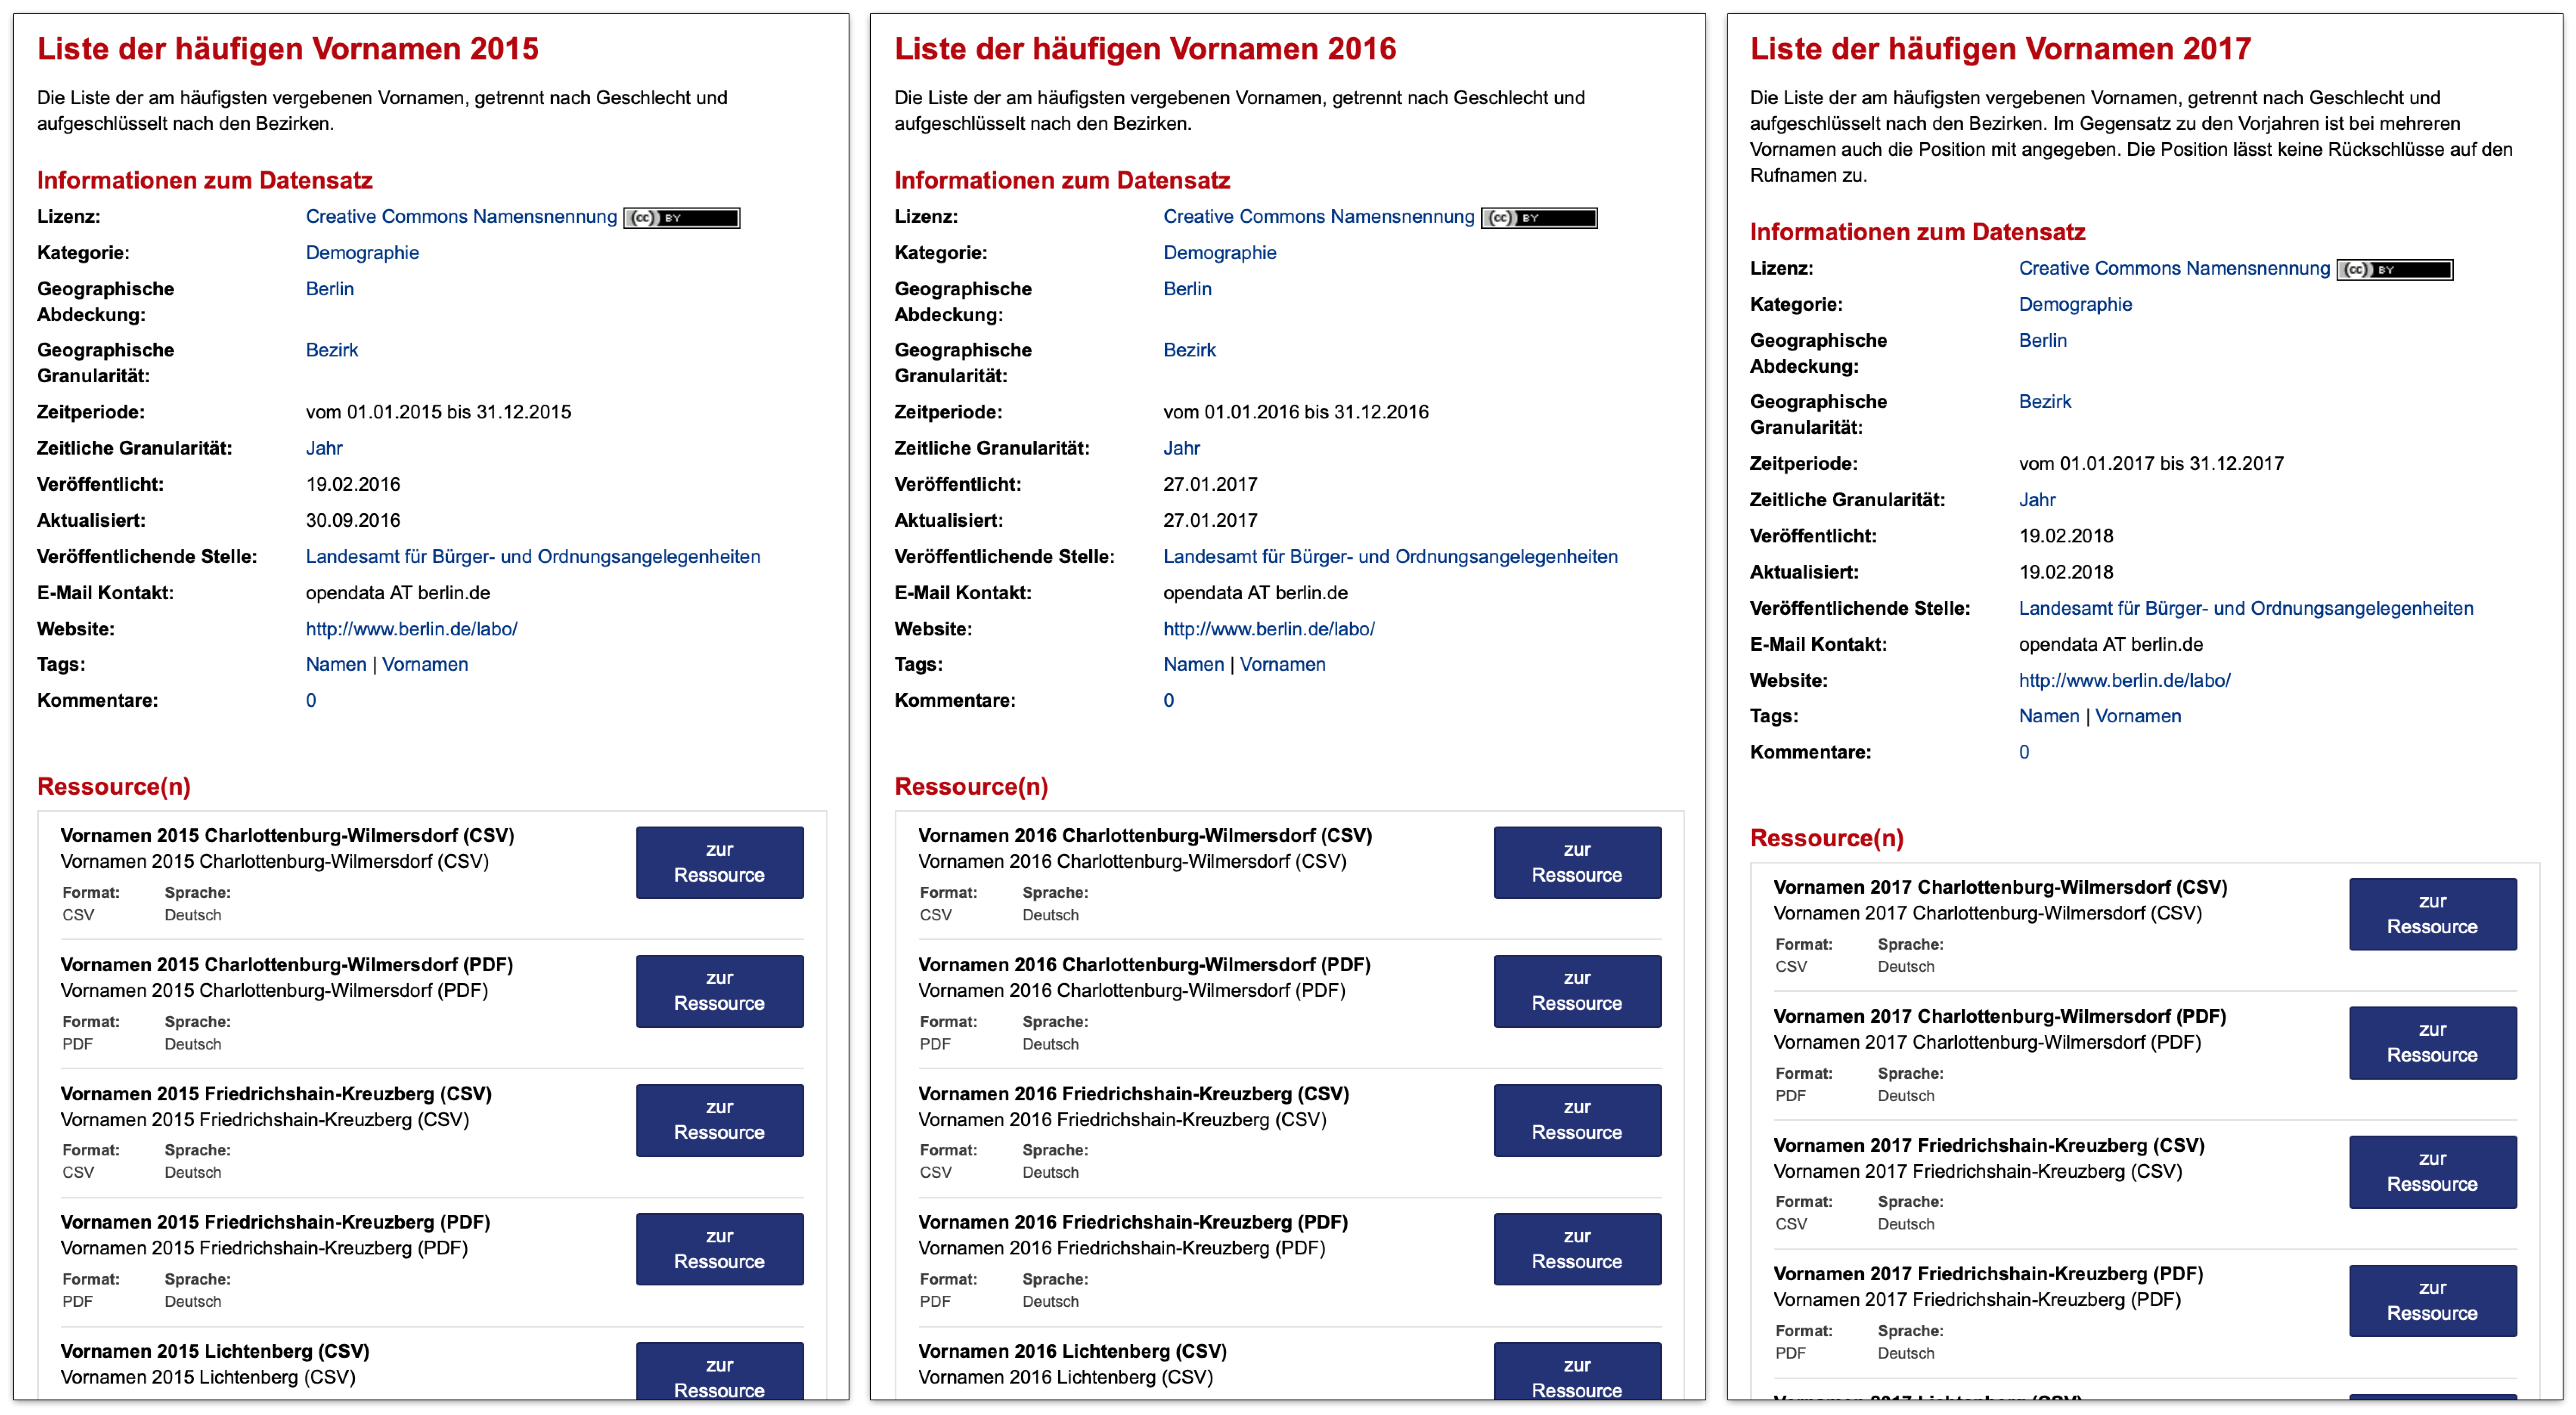 Liste der häufigen Vornamen 2015
Die Liste der am häufigsten vergebenen Vornamen, getrennt nach Geschlecht und
aufgeschlüsselt nach den Bezirken.
Informationen zum Datensatz
Lizenz: Creative Commons Namensnennung (cc) BY
Kategorie: Demographie
Geographische Berlin
Abdeckung:
Geographische Bezirk
Granularität:
Zeitperiode: vom 01.01.2015 bis 31.12.2015
Zeitliche Granularität: Jahr
Veröffentlicht: 19.02.2016
Aktualisiert: 30.09.2016
Veröffentlichende Stelle: Landesamt für Bürger- und Ordnungsangelegenheiten
E-Mail Kontakt: opendata AT berlin.de
Website: http://www.berlin.de/labo/
Tags: Namen | Vornamen
Kommentare: 0
Ressource(n)
Vornamen 2015 Charlottenburg-Wilmersdorf (CSV)
Vornamen 2015 Charlottenburg-Wilmersdorf (CSV)
Format: Sprache:
CSV Deutsch
zur
Ressource
Vornamen 2015 Charlottenburg-Wilmersdorf (PDF)
Vornamen 2015 Charlottenburg-Wilmersdorf (PDF)
Format: Sprache:
PDF Deutsch
zur
Ressource
Vornamen 2015 Friedrichshain-Kreuzberg (CSV)
Vornamen 2015 Friedrichshain-Kreuzberg (CSV)
Format: Sprache:
CSV Deutsch
zur
Ressource
Vornamen 2015 Friedrichshain-Kreuzberg (PDF)
Vornamen 2015 Friedrichshain-Kreuzberg (PDF)
Format: Sprache:
PDF Deutsch
zur
Ressource
Vornamen 2015 Lichtenberg (CSV)
Vornamen 2015 Lichtenberg (CSV)
zur
Ressource
Liste der häufigen Vornamen 2016
Die Liste der am häufigsten vergebenen Vornamen, getrennt nach Geschlecht und
aufgeschlüsselt nach den Bezirken.
Informationen zum Datensatz
Lizenz: Creative Commons Namensnennung (cc) BY
Kategorie: Demographie
Geographische Berlin
Abdeckung:
Geographische Bezirk
Granularität:
Zeitperiode: vom 01.01.2016 bis 31.12.2016
Zeitliche Granularität: Jahr
Veröffentlicht: 27.01.2017
Aktualisiert: 27.01.2017
Veröffentlichende Stelle: Landesamt für Bürger- und Ordnungsangelegenheiten
E-Mail Kontakt: opendata AT berlin.de
Website: http://www.berlin.de/labo/
Tags: Namen | Vornamen
Kommentare: 0
Ressource(n)
Vornamen 2016 Charlottenburg-Wilmersdorf (CSV)
Vornamen 2016 Charlottenburg-Wilmersdorf (CSV)
Format: Sprache:
CSV Deutsch
zur
Ressource
Vornamen 2016 Charlottenburg-Wilmersdorf (PDF)
Vornamen 2016 Charlottenburg-Wilmersdorf (PDF)
Format: Sprache:
PDF Deutsch
zur
Ressource
Vornamen 2016 Friedrichshain-Kreuzberg (CSV)
Vornamen 2016 Friedrichshain-Kreuzberg (CSV)
Format: Sprache:
CSV Deutsch
zur
Ressource
Vornamen 2016 Friedrichshain-Kreuzberg (PDF)
Vornamen 2016 Friedrichshain-Kreuzberg (PDF)
Format: Sprache:
PDF Deutsch
zur
Ressource
Vornamen 2016 Lichtenberg (CSV)
Vornamen 2016 Lichtenberg (CSV)
zur
Ressource
Liste der häufigen Vornamen 2017
Die Liste der am häufigsten vergebenen Vornamen, getrennt nach Geschlecht und
aufgeschlüsselt nach den Bezirken. Im Gegensatz zu den Vorjahren ist bei mehreren
Vornamen auch die Position mit angegeben. Die Position lässt keine Rückschlüsse auf den
Rufnamen zu.
Informationen zum Datensatz
Lizenz: Creative Commons Namensnennung (cc) BY
Kategorie: Demographie
Geographische Berlin
Abdeckung:
Geographische Bezirk
Granularität:
Zeitperiode: vom 01.01.2017 bis 31.12.2017
Zeitliche Granularität: Jahr
Veröffentlicht: 19.02.2018
Aktualisiert: 19.02.2018
Veröffentlichende Stelle: Landesamt für Bürger- und Ordnungsangelegenheiten
E-Mail Kontakt: opendata AT berlin.de
Website: http://www.berlin.de/labo/
Tags: Namen | Vornamen
Kommentare: 0
Ressource(n)
Vornamen 2017 Charlottenburg-Wilmersdorf (CSV)
Vornamen 2017 Charlottenburg-Wilmersdorf (CSV)
Format: Sprache:
CSV Deutsch
zur
Ressource
Vornamen 2017 Charlottenburg-Wilmersdorf (PDF)
Vornamen 2017 Charlottenburg-Wilmersdorf (PDF)
Format: Sprache:
PDF Deutsch
zur
Ressource
Vornamen 2017 Friedrichshain-Kreuzberg (CSV)
Vornamen 2017 Friedrichshain-Kreuzberg (CSV)
Format: Sprache:
CSV Deutsch
zur
Ressource
Vornamen 2017 Friedrichshain-Kreuzberg (PDF)
Vornamen 2017 Friedrichshain-Kreuzberg (PDF)
Format: Sprache:
PDF Deutsch
zur
Ressource